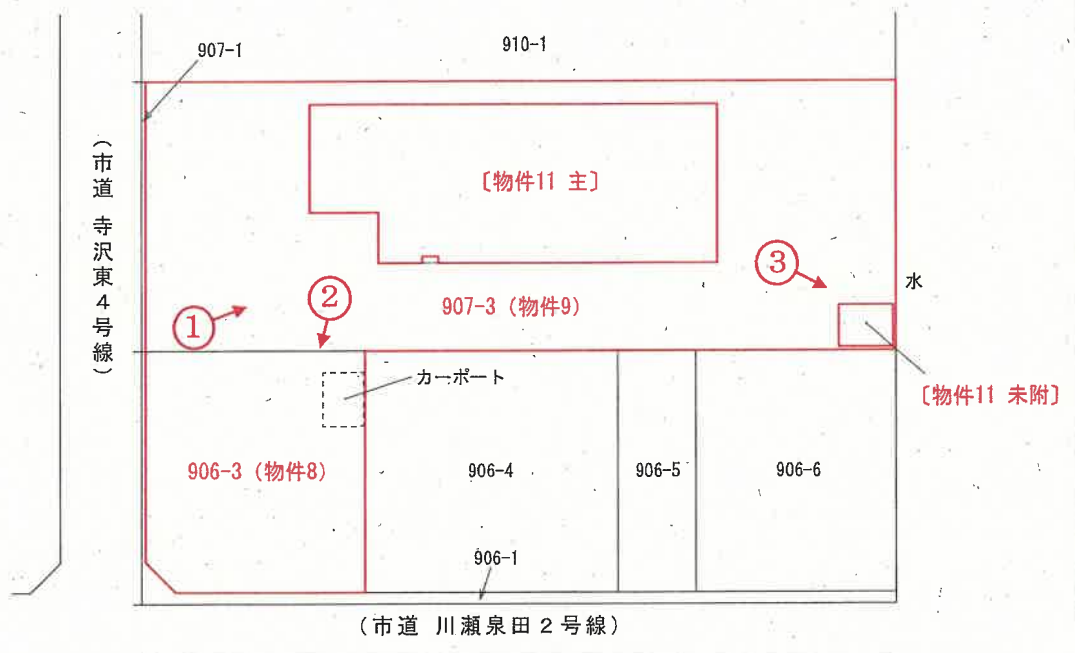 907-1
910-1
(市道 寺沢東4号線)
〔物件11 主〕
①
②
③
水
907-3 (物件9)
カーポート
〔物件11 未附〕
906-3 (物件8)
906-4
906-5
906-6
906-1
(市道 川瀬泉田2号線)